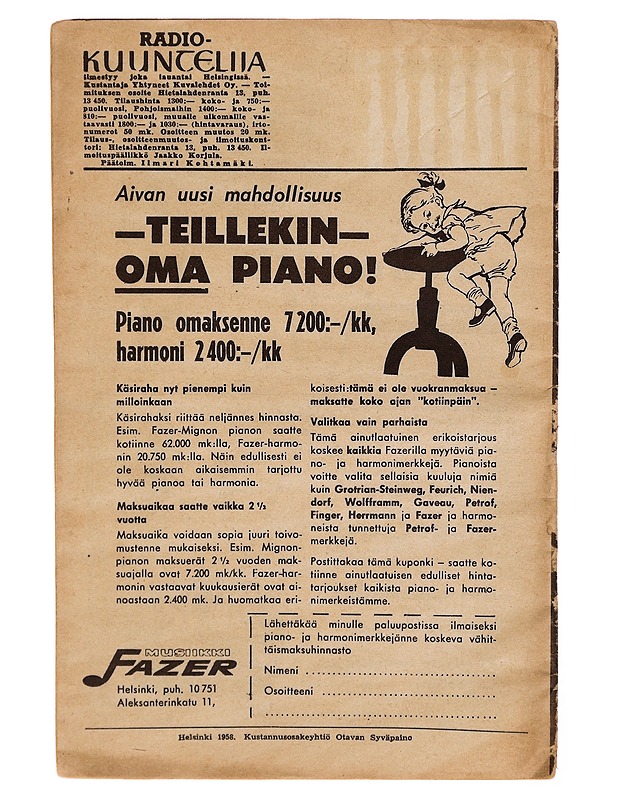 RADIO-
KUUNTELIJA
ilmestyy joka lauantai Helsingissä. —
Kustantaja Yhtyneet Kuvalehdet Oy. — Toi-
mituksen osoite Hietalahdenranta 13, puh.
13 450. Tilaushinta 1300:— koko- ja 750:—
puolivuosi, Pohjoismaihin 1400:— koko- ja
810:— puolivuosi, muualle ulkomaille vas-
taavasti 1800:— ja 1030:— (hintavaraus), irto-
numerot 50 mk. Osoitteen muutos 20 mk.
Tilaus-, osoitteenmuutos- ja ilmoituskont-
tori: Hietalahdenranta 13, puh. 13 450. Il-
moituspäällikkö Jaakko Korjula.
Päätoim. Ilmari Kohtamäki.
Aivan uusi mahdollisuus
—TEILLEKIN—
OMA PIANO!
Piano omaksenne 7 200:–/kk,
harmoni 2 400:–/kk
Käsiraha nyt pienempi kuin
milloinkaan
Käsirahaksi riittää neljännes hinnasta.
Esim. Fazer-Mignon pianon saatte
kotiinne 62.000 mk:lla, Fazer-harmo-
nin 20.750 mk:lla. Näin edullisesti ei
ole koskaan aikaisemmin tarjottu
hyvää pianoa tai harmonia.
Maksuaikaa saatte vaikka 2 ½
vuotta
Maksuaika voidaan sopia juuri toivo-
mustenne mukaiseksi. Esim. Mignon-
pianon maksuerät 2 ½ vuoden mak-
suajalla ovat 7.200 mk/kk. Fazer-har-
monin vastaavat kuukausierät ovat ai-
noastaan 2.400 mk. Ja huomatkaa eri-
koisesti: tämä ei ole vuokranmaksua –
maksatte koko ajan "kotiinpäin".
Valitkaa vain parhaista
Tämä ainutlaatuinen erikoistarjous
koskee kaikkia Fazerilla myytäviä pia-
no- ja harmonimerkkejä. Pianoista
voitte valita sellaisia kuuluja nimiä
kuin Grotrian-Steinweg, Feurich, Nien-
dorf, Wolfframm, Gaveau, Petrof,
Finger, Herrmann ja Fazer ja harmo-
neista tunnettuja Petrof- ja Fazer-
merkkejä.
Postittakaa tämä kuponki – saatte ko-
tiinne ainutlaatuisen edulliset hinta-
tarjoukset kaikista piano- ja harmo-
nimerkeistämme.
MUSIIKKI
FAZER
Helsinki, puh. 10 751
Aleksanterinkatu 11,
Lähettäkää minulle paluupostissa ilmaiseksi
piano- ja harmonimerkkejänne koskeva vähit-
täismaksuhinnasto
Nimeni
Osoitteeni
Helsinki 1958. Kustannusosakeyhtiö Otavan Syväpaino